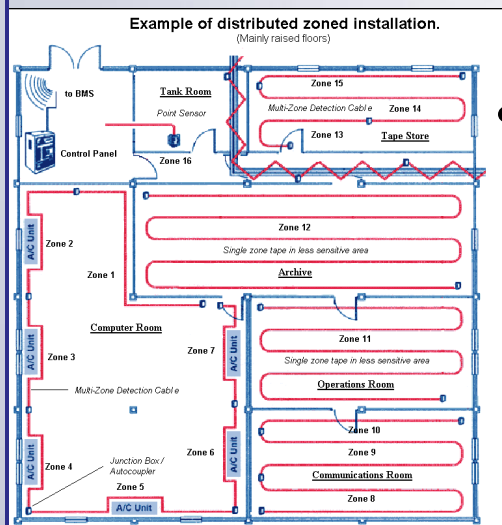 Example of distributed zoned installation.
(Mainly raised floors)
to BMS
Control Panel
Tank Room
Point Sensor
Zone 16
Zone 15
Multi-Zone Detection Cable
Zone 14
Zone 13
Tape Store
A/C Unit
Zone 2
Zone 1
Zone 12
Single zone tape in less sensitive area
Archive
Computer Room
A/C Unit
Zone 3
Zone 7
A/C Unit
Multi-Zone Detection Cable
Zone 11
Single zone tape in less sensitive area
Operations Room
A/C Unit
Zone 4
Junction Box /
Autocoupler
Zone 6
A/C Unit
Zone 5
A/C Unit
Zone 10
Zone 9
Communications Room
Zone 8